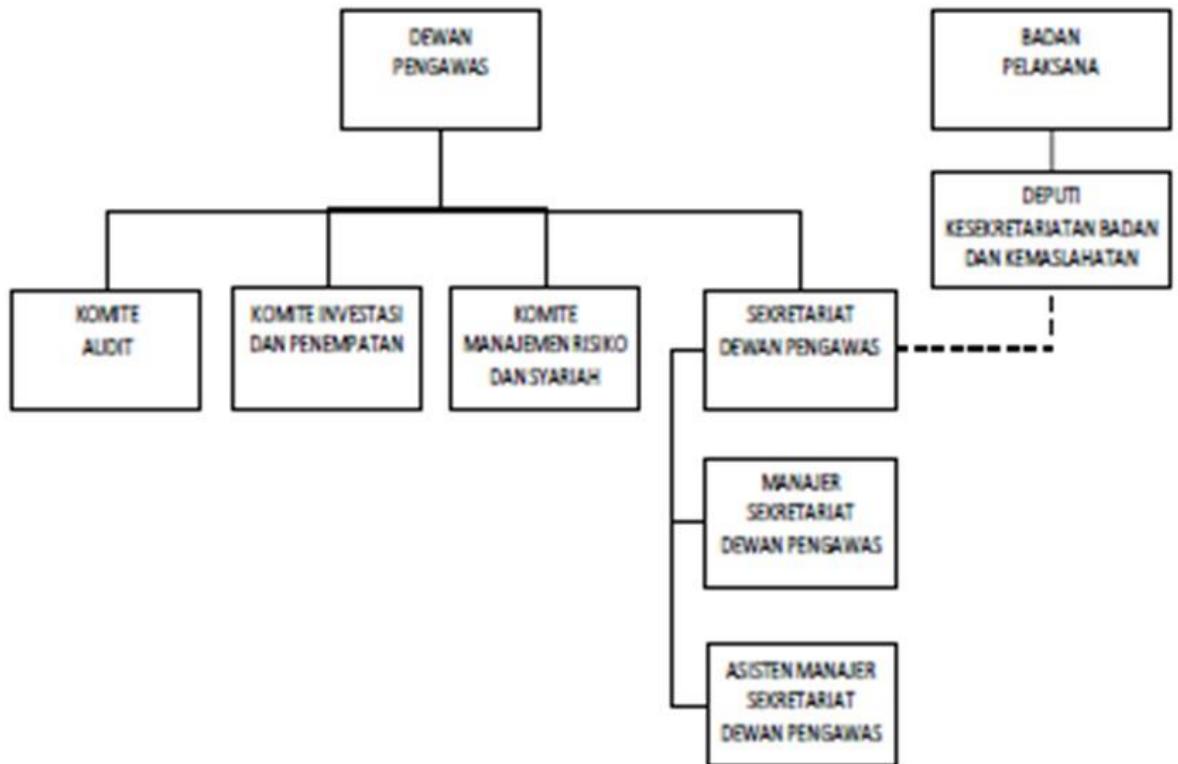 DEWAN
PENGAWAS
BADAN
PELAKSANA
DEPUTI
KESEKRETARIATAN BADAN
DAN KEMASLAHATAN
KOMITE
AUDIT
KOMITE INVESTASI
DAN PENEMPATAN
KOMITE
MANAJEMEN RISIKO
DAN SYARIAH
SEKRETARIAT
DEWAN PENGAWAS
MANAJER
SEKRETARIAT
DEWAN PENGAWAS
ASISTEN MANAJER
SEKRETARIAT
DEWAN PENGAWAS